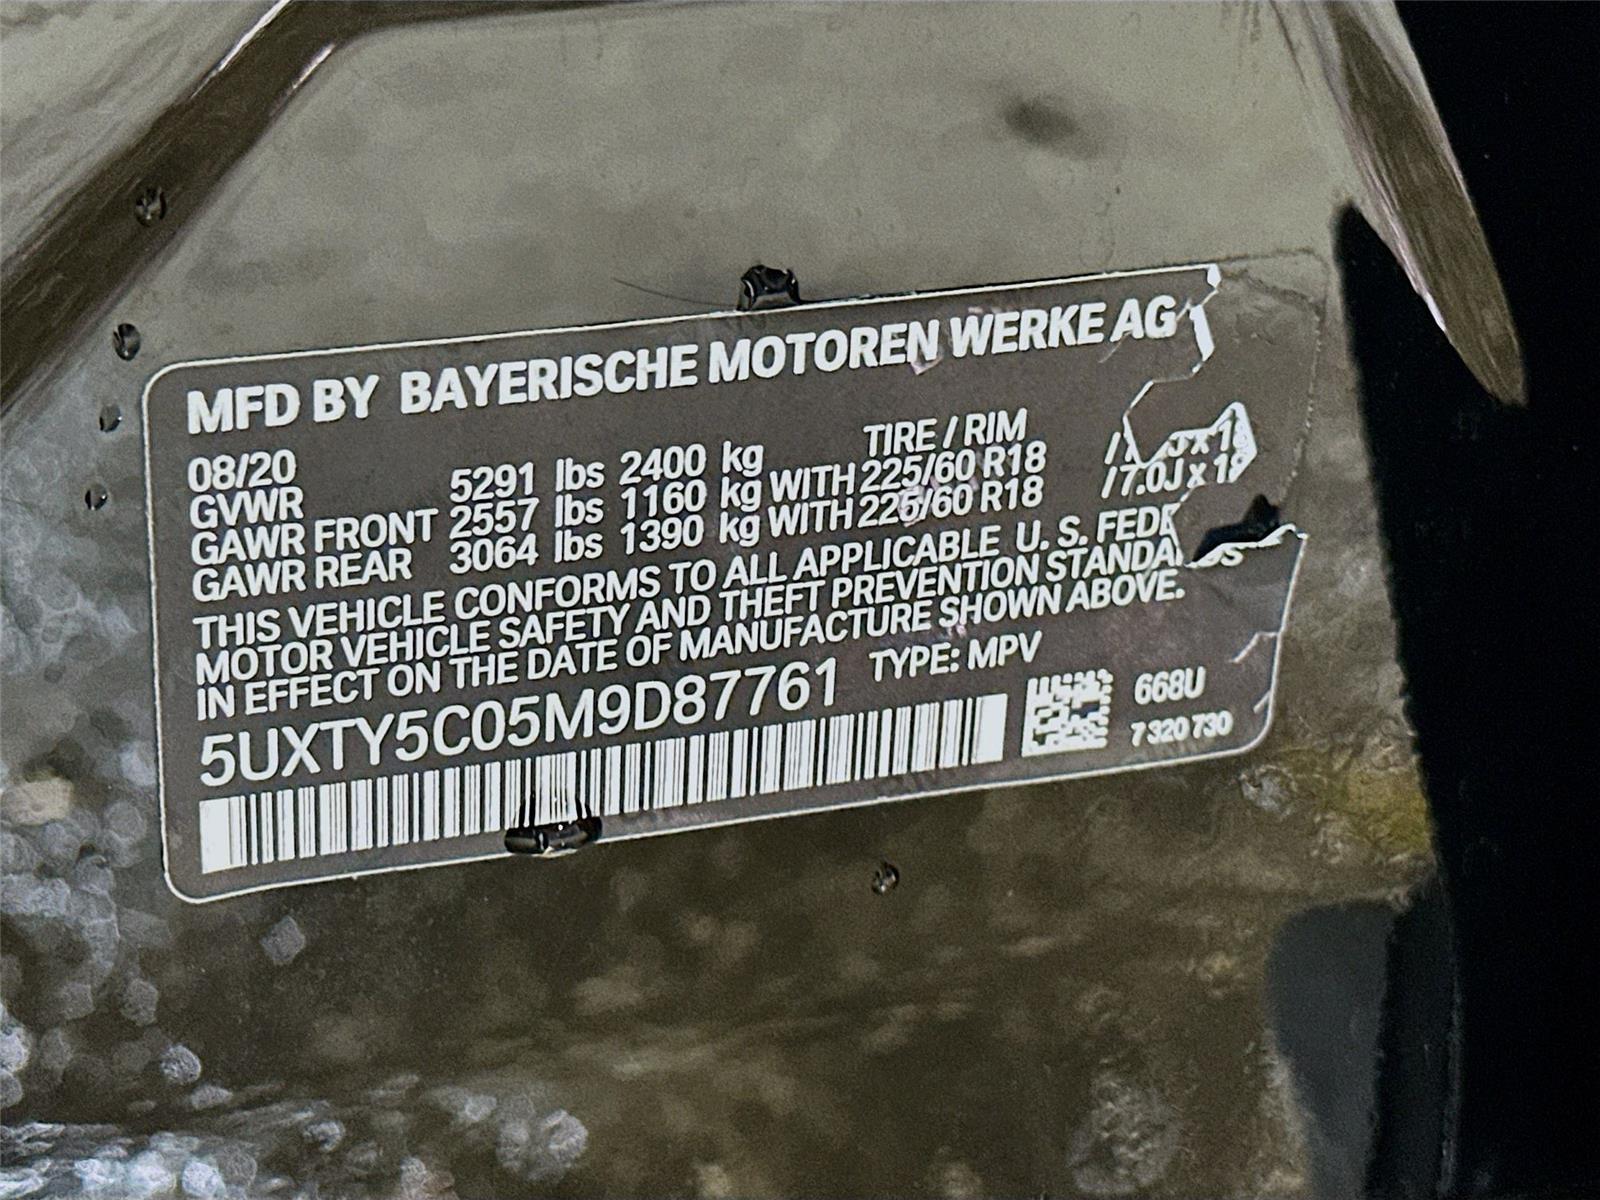 MFD BY BAYERISCHE MOTOREN WERKE AG
08/20 TIRE / RIM
GVWR 5291 lbs 2400 kg
GAWR FRONT 2557 lbs 1160 kg WITH 225/60 R18
GAWR REAR 3064 lbs 1390 kg WITH 225/60 R18 /7.0J x 18
THIS VEHICLE CONFORMS TO ALL APPLICABLE U. S.
MOTOR VEHICLE SAFETY AND THEFT PREVENTION
IN EFFECT ON THE DATE OF MANUFACTURE SHOWN ABOVE.
5UXTY5C05M9D87761 TYPE: MPV
668U
7 320 730